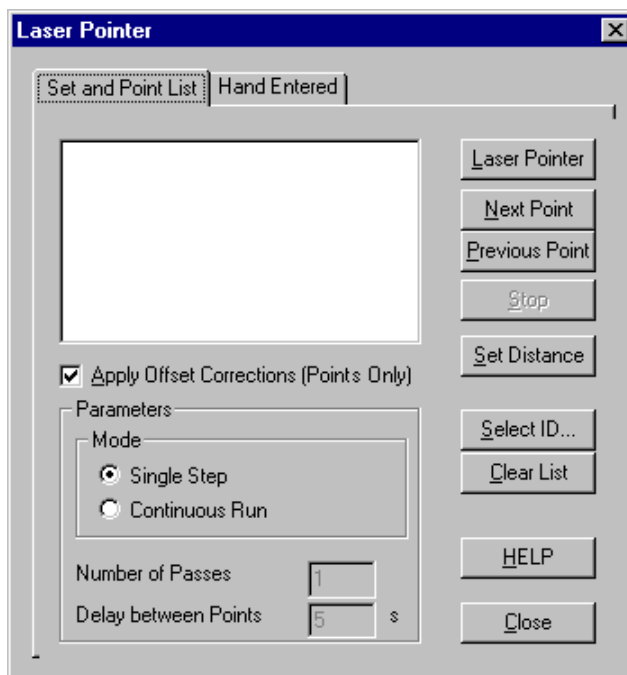 Laser Pointer
Set and Point List
Hand Entered
Laser Pointer
Next Point
Previous Point
Stop
Set Distance
Apply Offset Corrections (Points Only)
Parameters
Mode
Single Step
Continuous Run
Select ID...
Clear List
Number of Passes 1
Delay between Points 5 s
HELP
Close